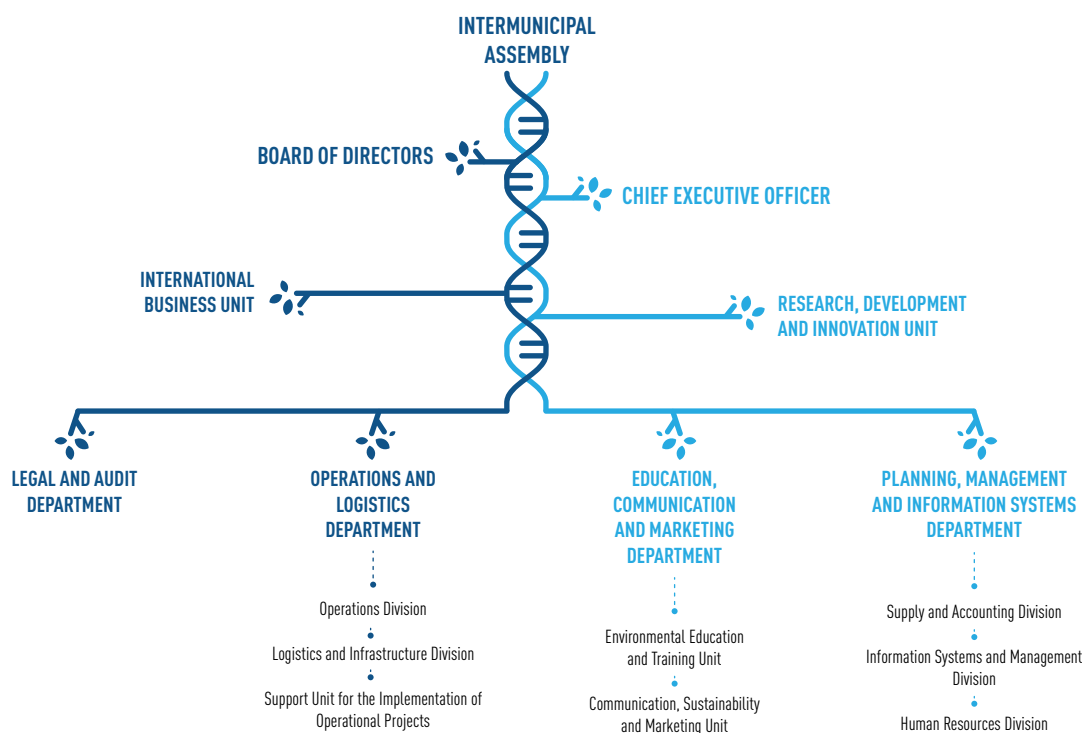 INTERMUNICIPAL
ASSEMBLY
BOARD OF DIRECTORS
CHIEF EXECUTIVE OFFICER
INTERNATIONAL
BUSINESS UNIT
RESEARCH, DEVELOPMENT
AND INNOVATION UNIT
LEGAL AND AUDIT
DEPARTMENT
OPERATIONS AND
LOGISTICS
DEPARTMENT
Operations Division
Logistics and Infrastructure Division
Support Unit for the Implementation of
Operational Projects
EDUCATION,
COMMUNICATION
AND MARKETING
DEPARTMENT
Environmental Education
and Training Unit
Communication, Sustainability
and Marketing Unit
PLANNING, MANAGEMENT
AND INFORMATION SYSTEMS
DEPARTMENT
Supply and Accounting Division
Information Systems and Management
Division
Human Resources Division